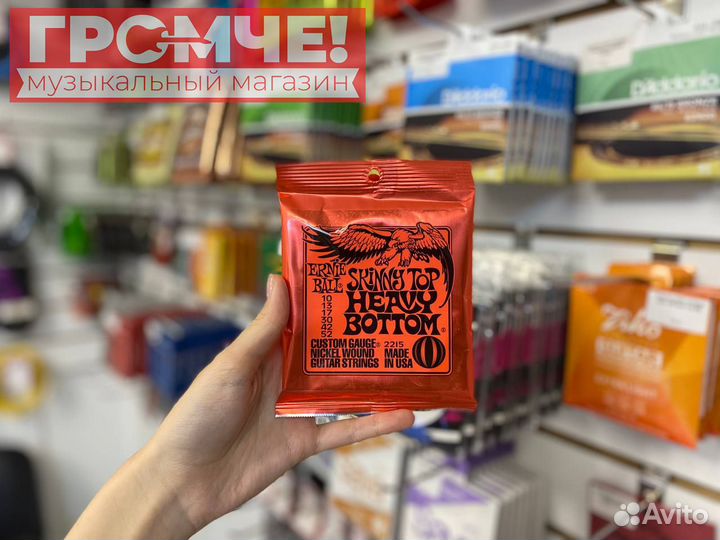 ГРОМЧЕ!
музыкальный магазин
D'Addario
D'Addario
ERNIE
BALL
SKINNY TOP
HEAVY
BOTTOM
10
13
17
30
42
52
CUSTOM GAUGE® 2215
NICKEL WOUND MADE
GUITAR STRINGS IN USA
Ziko
Avito